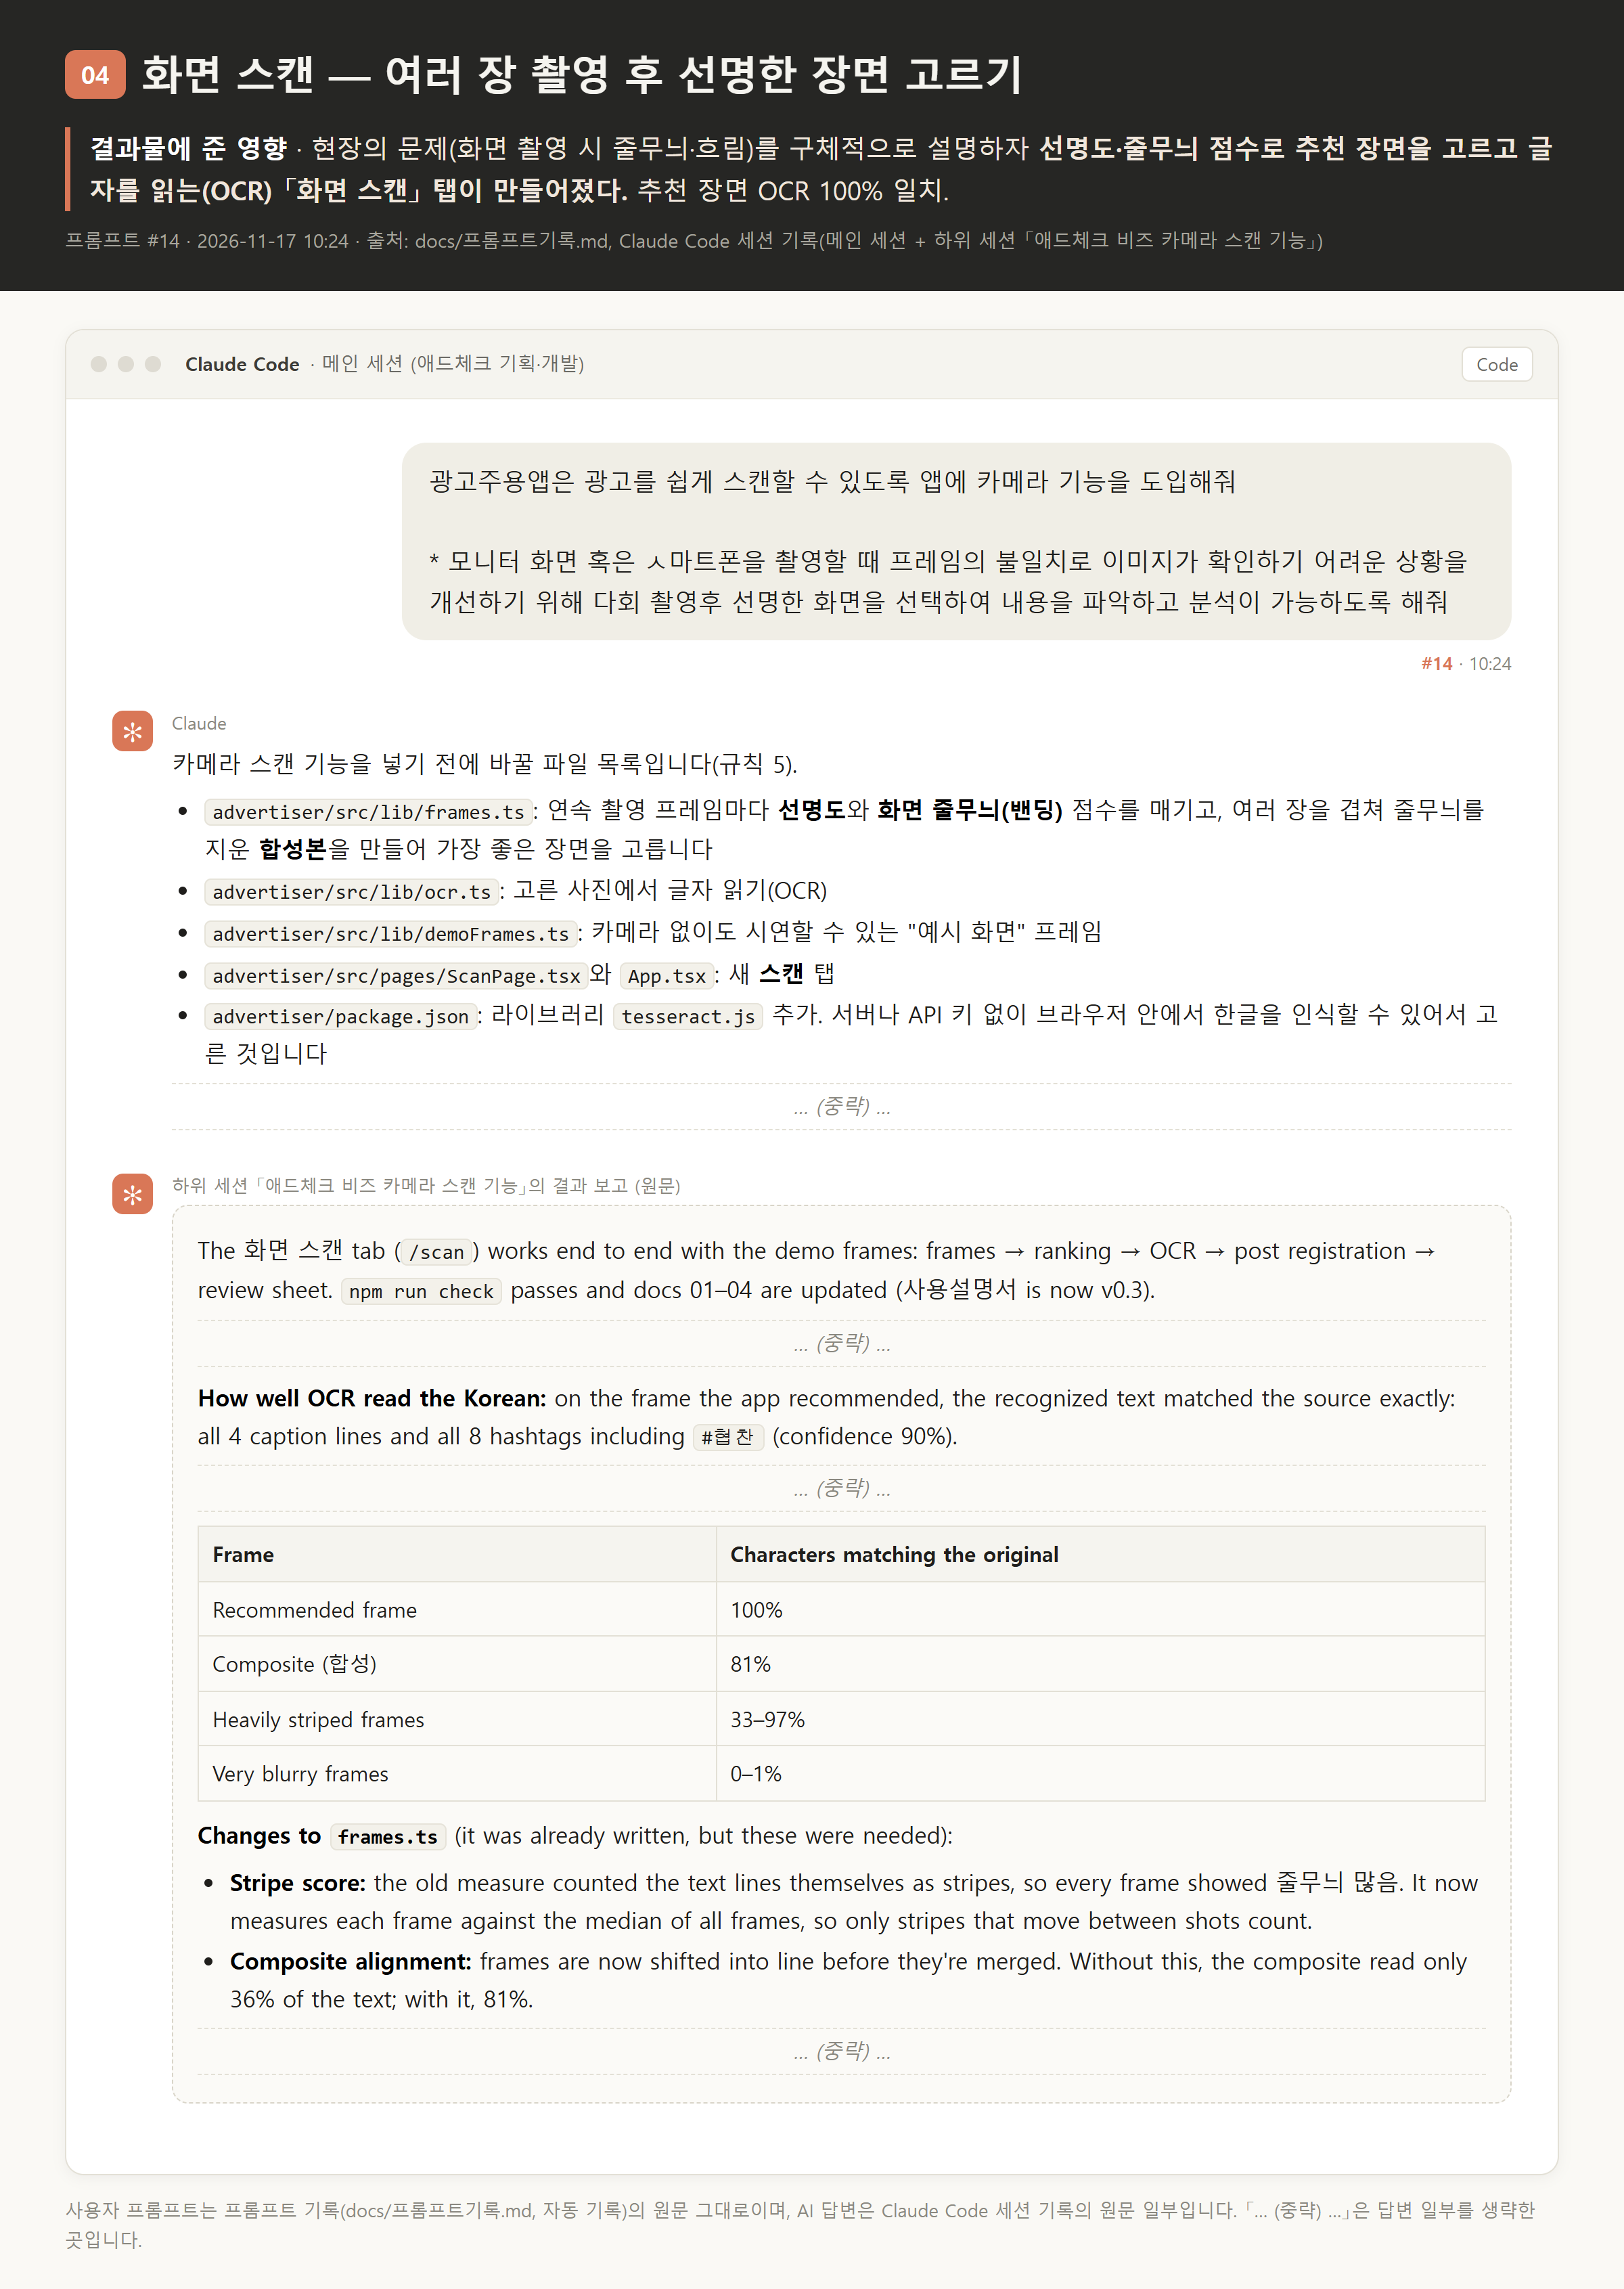 04 화면 스캔 — 여러 장 촬영 후 선명한 장면 고르기
결과물에 준 영향 · 현장의 문제(화면 촬영 시 줄무늬·흐림)를 구체적으로 설명하자 선명도·줄무늬 점수로 추천 장면을 고르고 글
자를 읽는(OCR) 「화면 스캔」 탭이 만들어졌다. 추천 장면 OCR 100% 일치.
프롬프트 #14 · 2026-11-17 10:24 · 출처: docs/프롬프트기록.md, Claude Code 세션 기록(메인 세션 + 하위 세션 「애드체크 비즈 카메라 스캔 기능」)
Claude Code · 메인 세션 (애드체크 기획·개발)
Code
광고주용앱은 광고를 쉽게 스캔할 수 있도록 앱에 카메라 기능을 도입해줘
* 모니터 화면 혹은 ㅅ마트폰을 촬영할 때 프레임의 불일치로 이미지가 확인하기 어려운 상황을
개선하기 위해 다회 촬영후 선명한 화면을 선택하여 내용을 파악하고 분석이 가능하도록 해줘
#14 · 10:24
Claude
카메라 스캔 기능을 넣기 전에 바꿀 파일 목록입니다(규칙 5).
• advertiser/src/lib/frames.ts: 연속 촬영 프레임마다 선명도와 화면 줄무늬(밴딩) 점수를 매기고, 여러 장을 겹쳐 줄무늬를
지운 합성본을 만들어 가장 좋은 장면을 고릅니다
• advertiser/src/lib/ocr.ts: 고른 사진에서 글자 읽기(OCR)
• advertiser/src/lib/demoFrames.ts: 카메라 없이도 시연할 수 있는 "예시 화면" 프레임
• advertiser/src/pages/ScanPage.tsx와 App.tsx: 새 스캔 탭
• advertiser/package.json: 라이브러리 tesseract.js 추가. 서버나 API 키 없이 브라우저 안에서 한글을 인식할 수 있어서 고
른 것입니다
... (중략) ...
하위 세션 「애드체크 비즈 카메라 스캔 기능」의 결과 보고 (원문)
The 화면 스캔 tab (/scan) works end to end with the demo frames: frames → ranking → OCR → post registration →
review sheet. npm run check passes and docs 01–04 are updated (사용설명서 is now v0.3).
... (중략) ...
How well OCR read the Korean: on the frame the app recommended, the recognized text matched the source exactly:
all 4 caption lines and all 8 hashtags including #협찬 (confidence 90%).
... (중략) ...
Frame Characters matching the original
Recommended frame 100%
Composite (합성) 81%
Heavily striped frames 33–97%
Very blurry frames 0–1%
Changes to frames.ts (it was already written, but these were needed):
• Stripe score: the old measure counted the text lines themselves as stripes, so every frame showed 줄무늬 많음. It now
measures each frame against the median of all frames, so only stripes that move between shots count.
• Composite alignment: frames are now shifted into line before they're merged. Without this, the composite read only
36% of the text; with it, 81%.
... (중략) ...
사용자 프롬프트는 프롬프트 기록(docs/프롬프트기록.md, 자동 기록)의 원문 그대로이며, AI 답변은 Claude Code 세션 기록의 원문 일부입니다. 「... (중략) ...」은 답변 일부를 생략한
곳입니다.